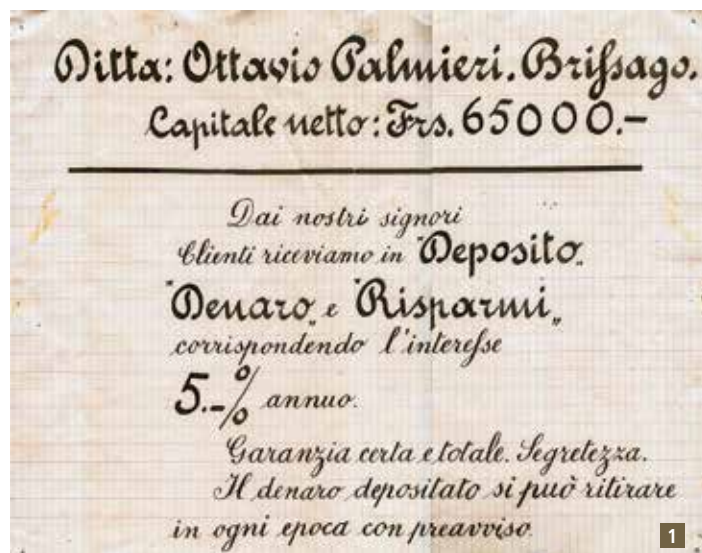 Ditta: Ottavio Palmieri. Briſsago.
Capitale netto: Frs. 65000.-
Dai nostri signori
Clienti riceviamo in "Deposito„
"Denaro„ e "Risparmi„
corrispondendo l'intereſse
5.-% annuo.
Garanzia certa e totale. Segretezza.
Il denaro depositato si può ritirare
in ogni epoca con preavviso
1